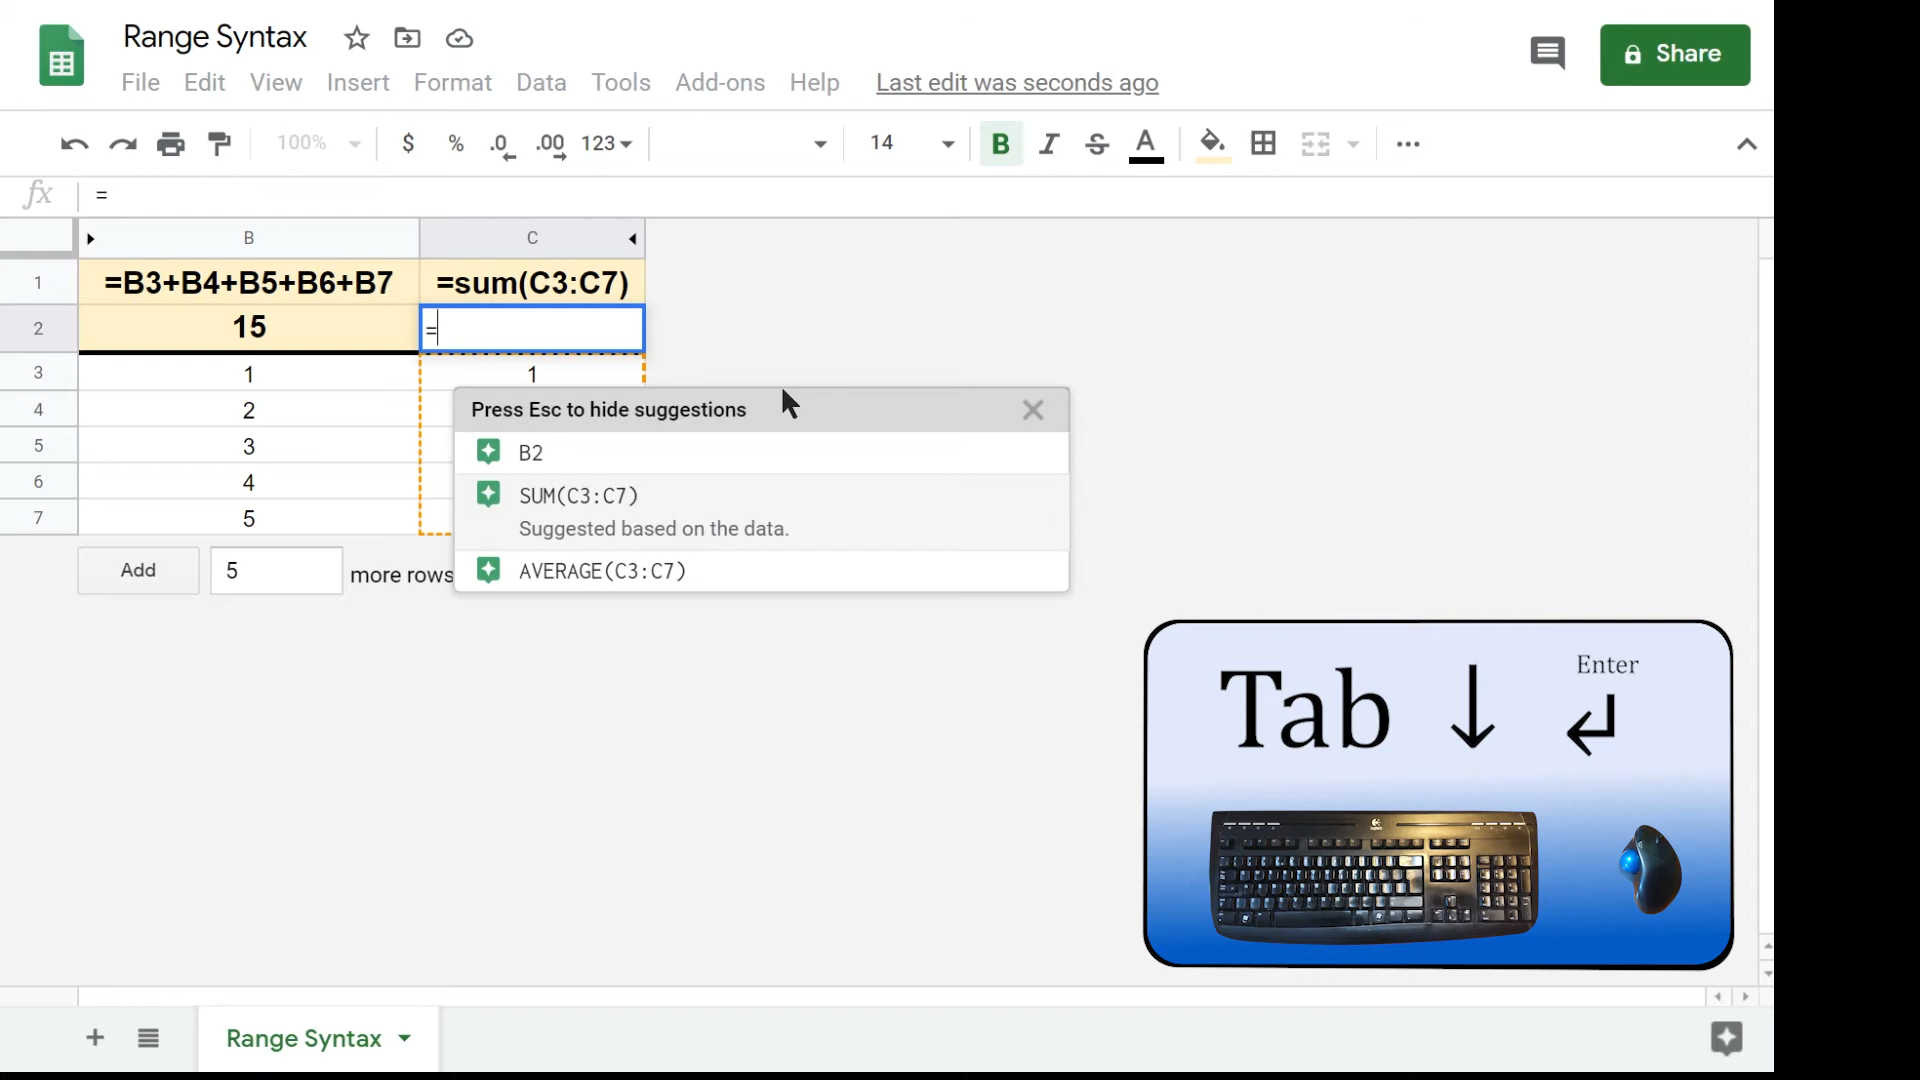 Range Syntax
File Edit View Insert Format Data Tools Add-ons Help Last edit was seconds ago
Share
100% $ % .0 .00 123 14 B I S A
fx =
B C
1 =B3+B4+B5+B6+B7 =sum(C3:C7)
2 15 =
3 1 1
4 2
5 3
6 4
7 5
Press Esc to hide suggestions
B2
SUM(C3:C7)
Suggested based on the data.
AVERAGE(C3:C7)
Add 5 more rows
Tab ↓ Enter ↵
Range Syntax